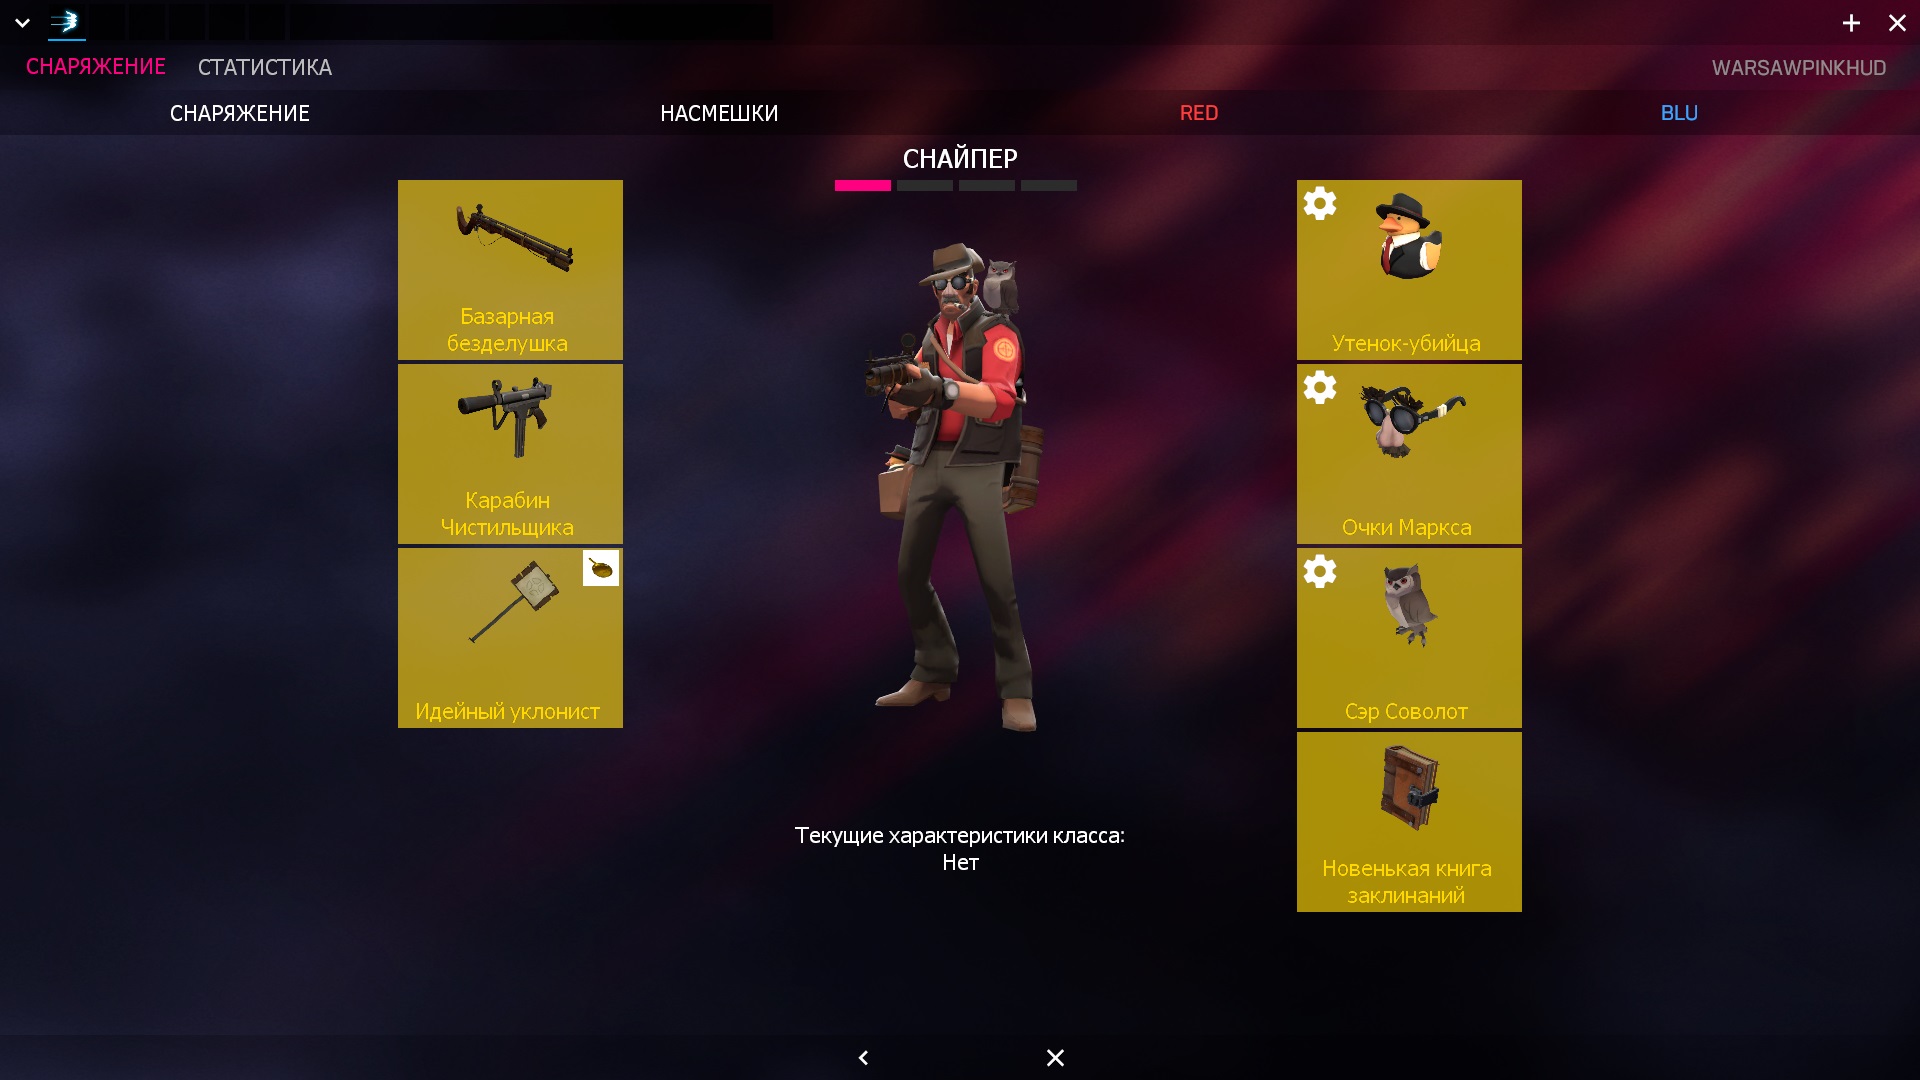 СНАРЯЖЕНИЕ СТАТИСТИКА WARSAWPINKHUD
СНАРЯЖЕНИЕ НАСМЕШКИ RED BLU
СНАЙПЕР
Базарная
безделушка
Карабин
Чистильщика
Идейный уклонист
Утенок-убийца
Очки Маркса
Сэр Соволот
Новенькая книга
заклинаний
Текущие характеристики класса:
Нет